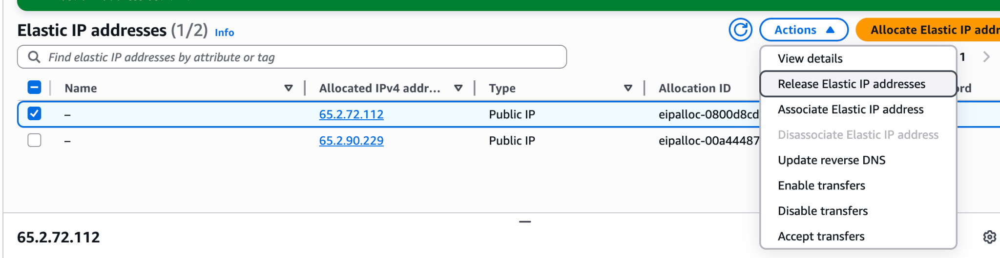 Elastic IP addresses (1/2) Info
Actions
Allocate Elastic IP addr
Find elastic IP addresses by attribute or tag
1
Name
Allocated IPv4 addr...
Type
Allocation ID
rd
– 65.2.72.112 Public IP eipalloc-0800d8cd
– 65.2.90.229 Public IP eipalloc-00a44487
View details
Release Elastic IP addresses
Associate Elastic IP address
Disassociate Elastic IP address
Update reverse DNS
Enable transfers
Disable transfers
Accept transfers
65.2.72.112